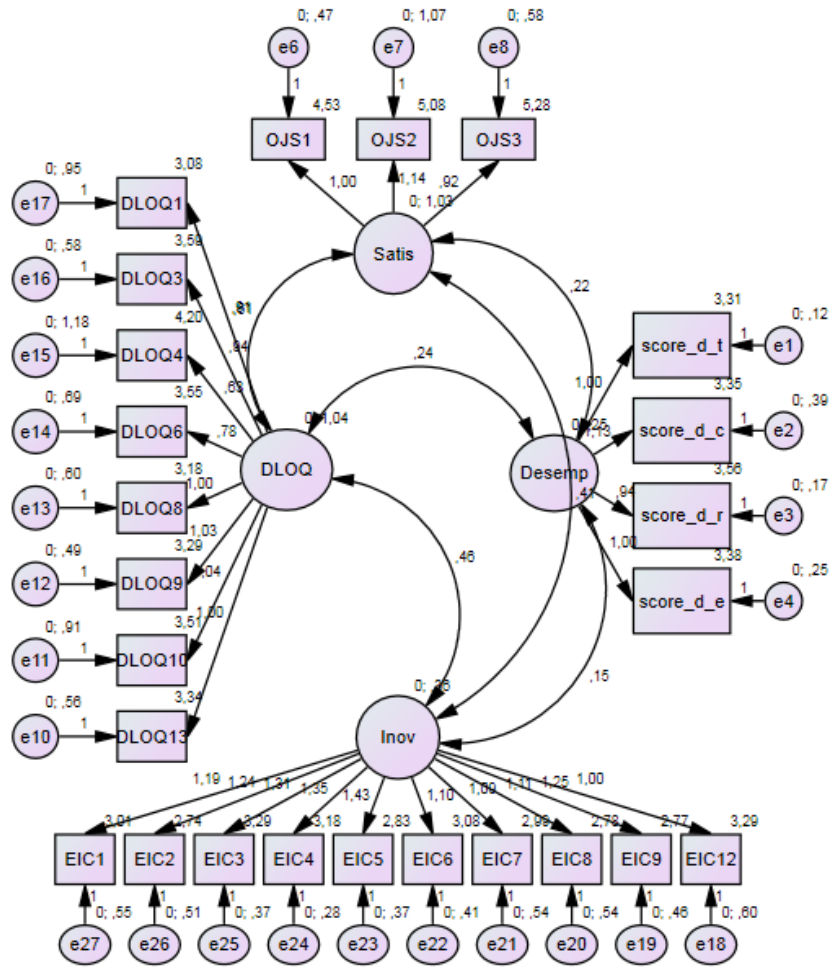 0; ,47
0; 1,07
0; ,58
e6
e7
e8
1
1
1
4,53
5,08
5,28
OJS1
OJS2
OJS3
1,00
1,14
,92
0; 1,03
Satis
0; ,95
e17
1
3,08
DLOQ1
0; ,58
e16
1
3,59
DLOQ3
0; 1,18
e15
1
4,20
DLOQ4
0; ,69
e14
1
3,55
DLOQ6
0; ,60
e13
1
3,18
DLOQ8
0; ,49
e12
1
3,29
DLOQ9
0; ,91
e11
1
3,51
DLOQ10
0; ,56
e10
1
3,34
DLOQ13
,94
,63
,78
1,00
1,03
1,00
DLOQ
,24
,22
,46
,41
,15
Desemp
1,00
1,13
,94
1,00
3,31
score_d_t
1
0; ,12
e1
3,35
score_d_c
1
0; ,39
e2
3,56
score_d_r
1
0; ,17
e3
3,38
score_d_e
1
0; ,25
e4
Inov
1,19
1,24
1,31
1,35
1,43
1,10
1,09
1,11
1,25
1,00
3,01
2,74
3,29
3,18
2,83
3,08
2,77
3,29
EIC1
EIC2
EIC3
EIC4
EIC5
EIC6
EIC7
EIC8
EIC9
EIC12
1
1
1
1
1
1
1
1
1
1
0; ,55
0; ,51
0; ,37
0; ,28
0; ,37
0; ,41
0; ,54
0; ,54
0; ,46
0; ,60
e27
e26
e25
e24
e23
e22
e21
e20
e19
e18